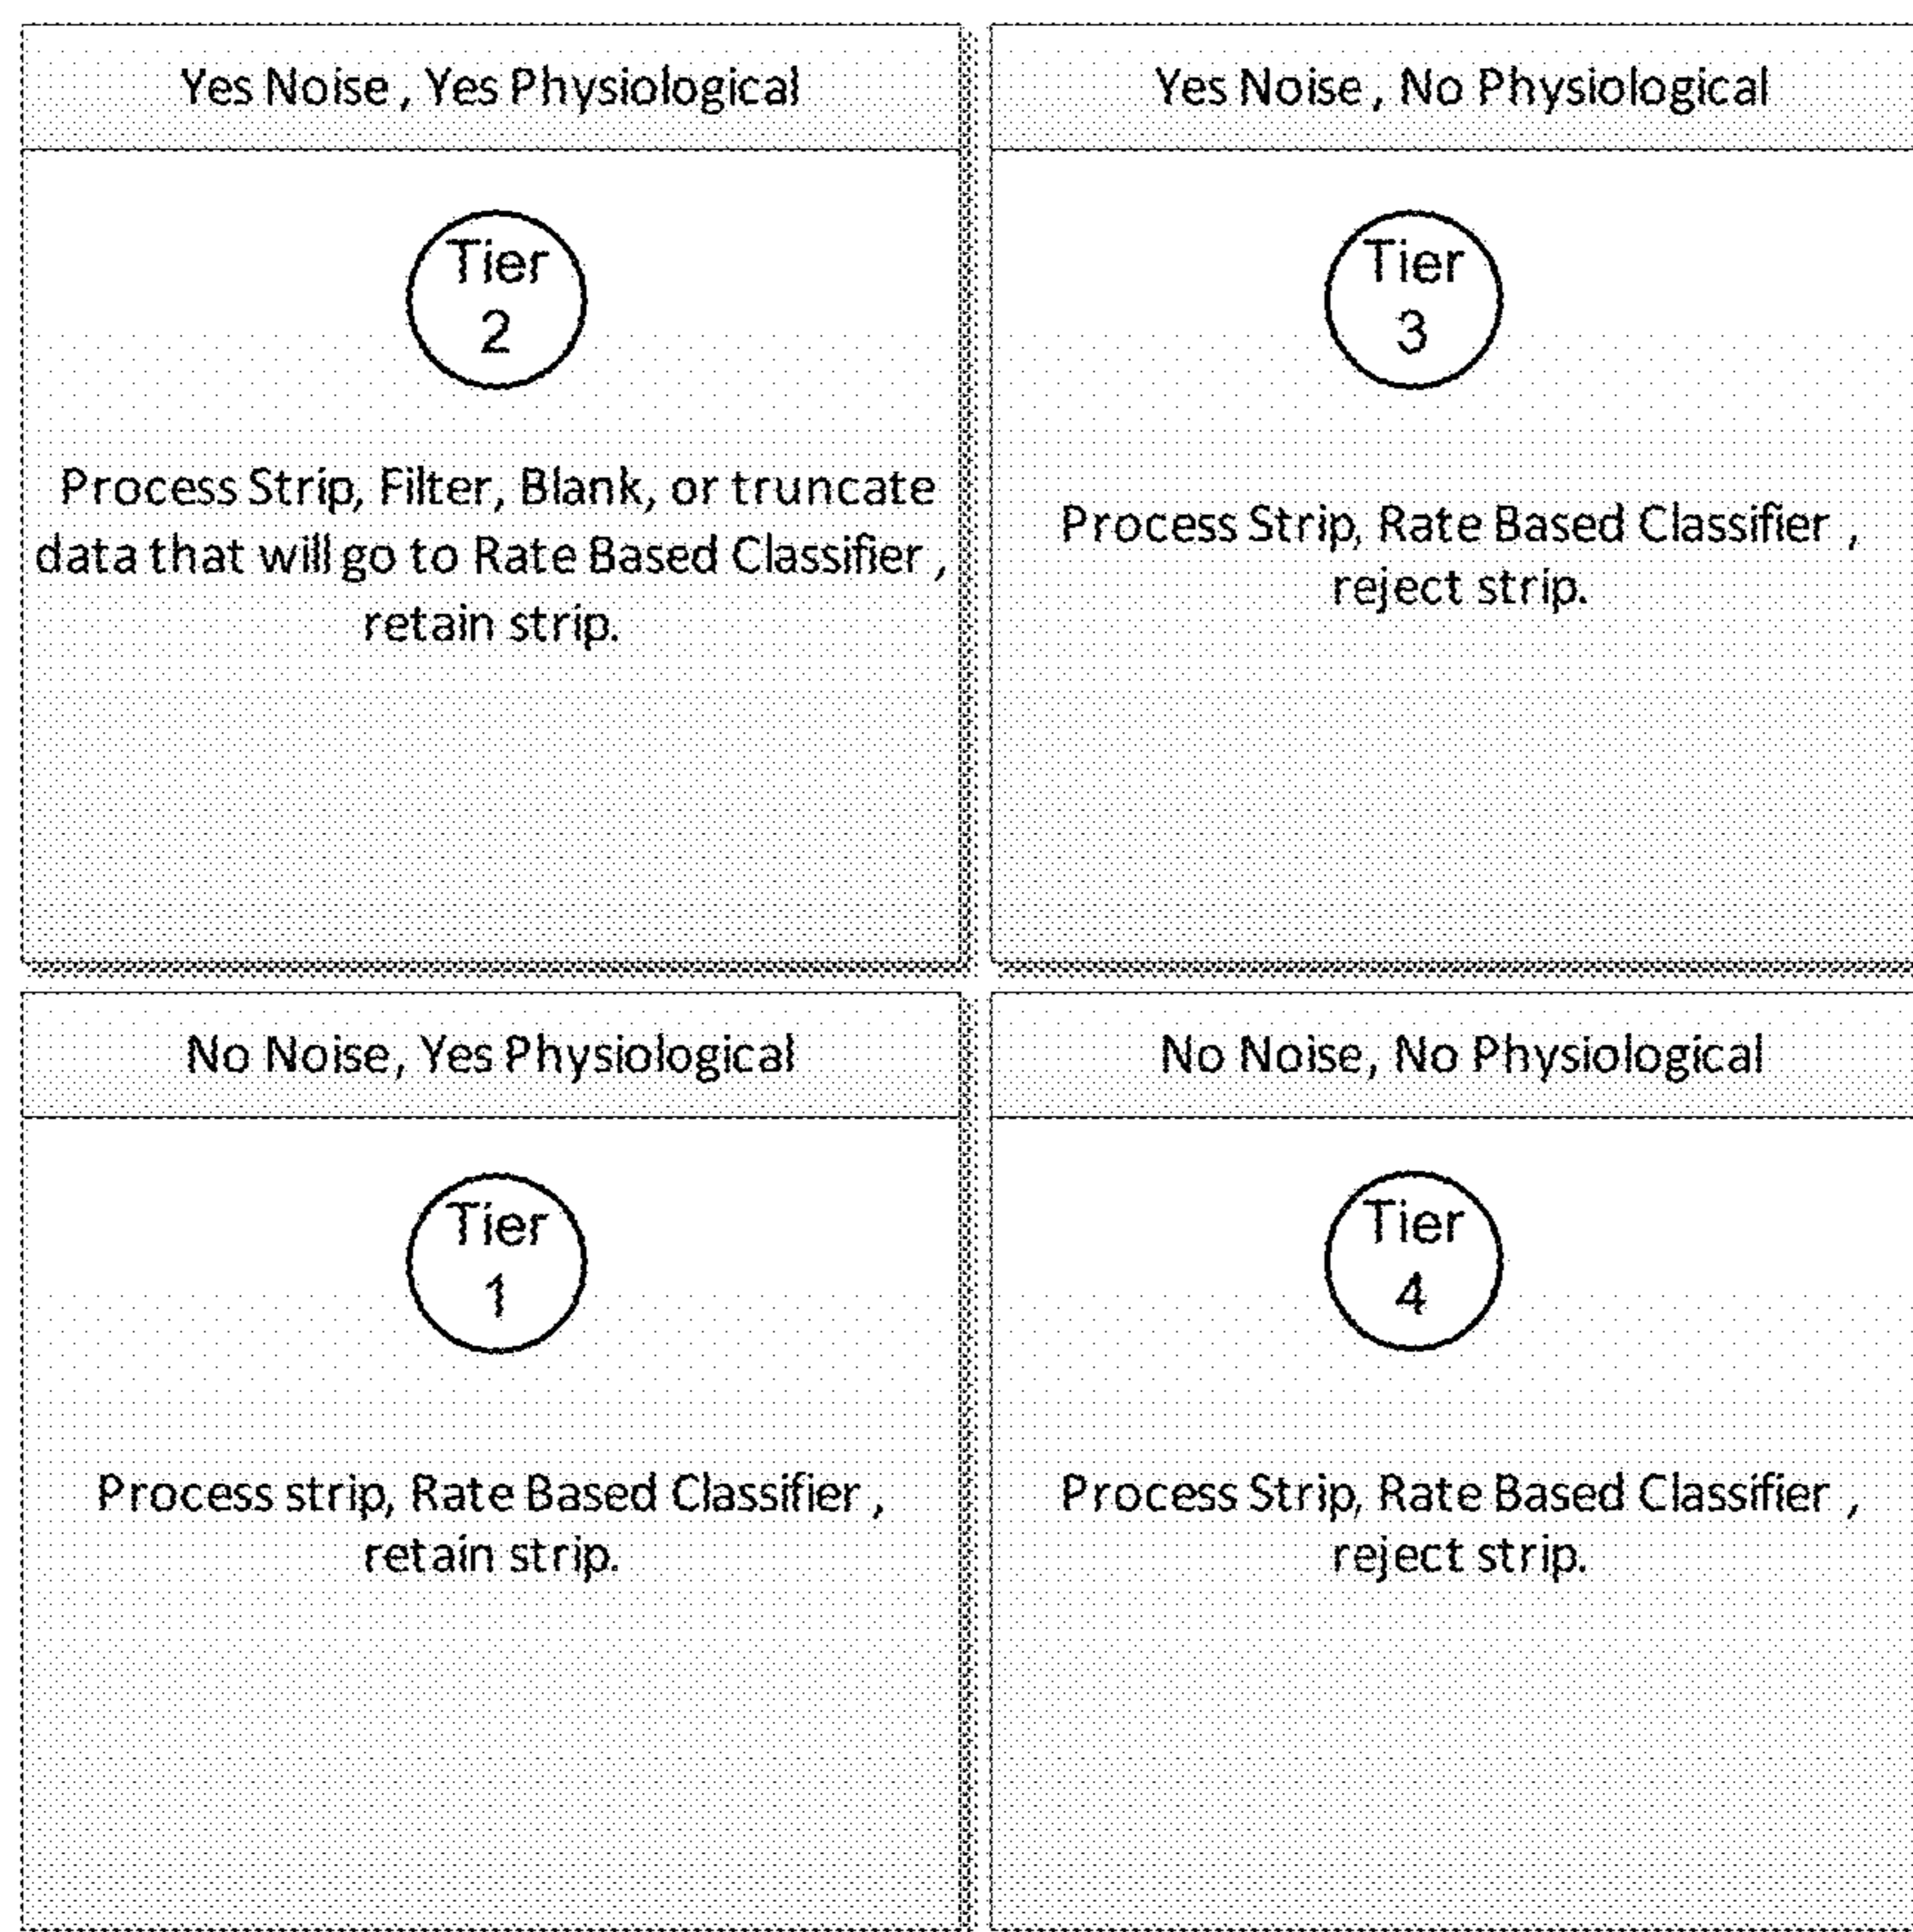 Yes Noise, Yes Physiological
Tier
2
Process Strip, Filter, Blank, or truncate
data that will go to Rate Based Classifier,
retain strip.
Yes Noise, No Physiological
Tier
3
Process Strip, Rate Based Classifier,
reject strip.
No Noise, Yes Physiological
Tier
1
Process strip, Rate Based Classifier,
retain strip.
No Noise, No Physiological
Tier
4
Process Strip, Rate Based Classifier,
reject strip.